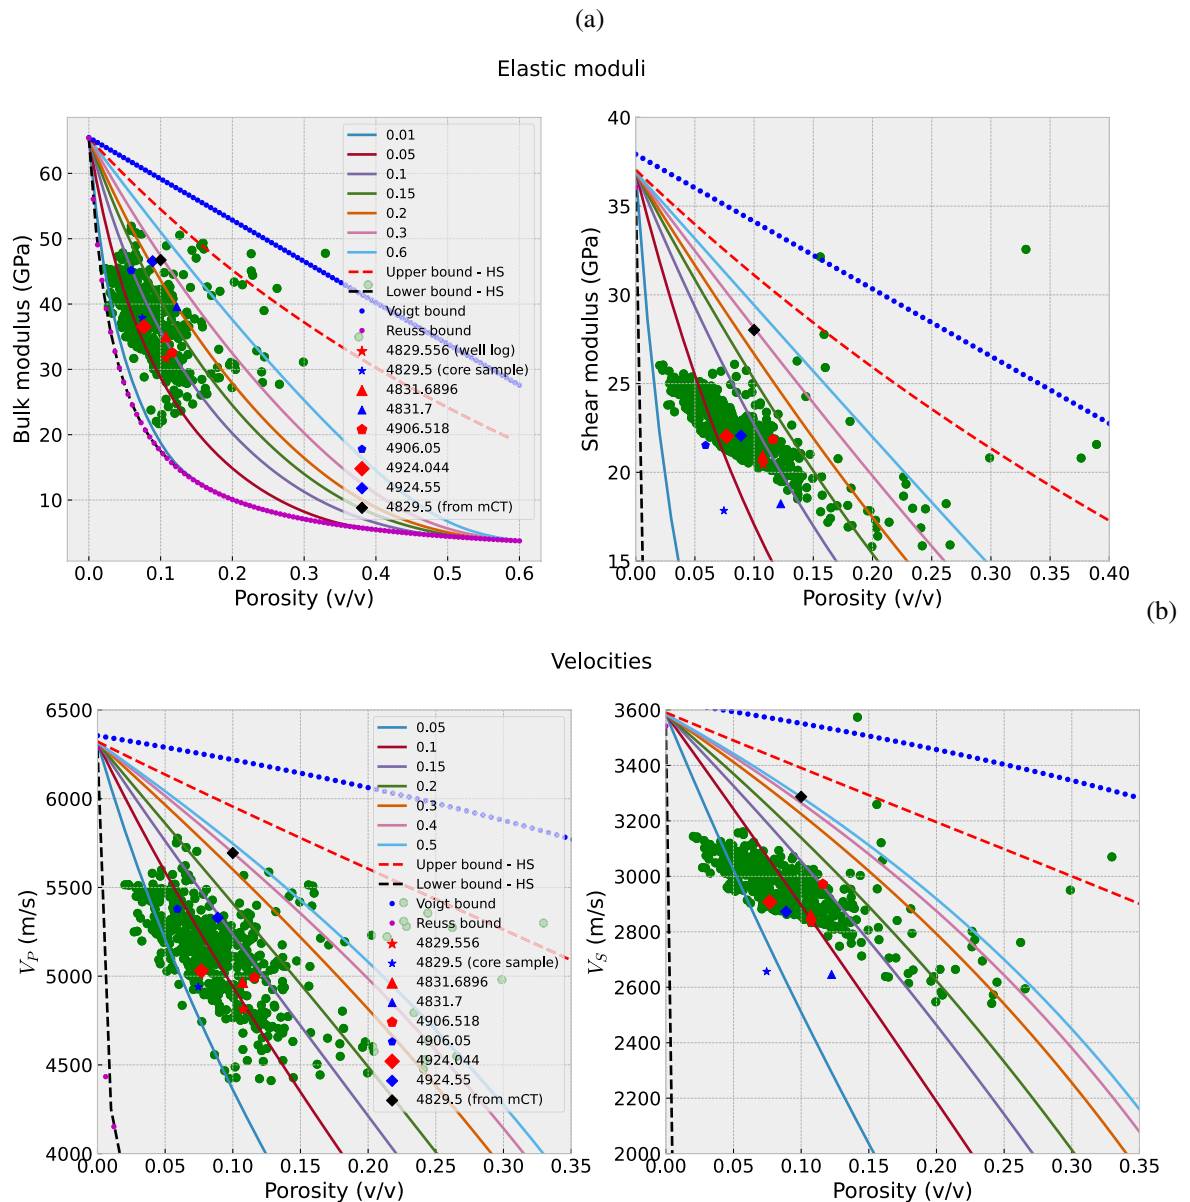 (a)
Elastic moduli
Bulk modulus (GPa)
60
50
40
30
20
10
0.0 0.1 0.2 0.3 0.4 0.5 0.6
Porosity (v/v)
0.01
0.05
0.1
0.15
0.2
0.3
0.6
Upper bound - HS
Lower bound - HS
Voigt bound
Reuss bound
4829.556 (well log)
4829.5 (core sample)
4831.6896
4831.7
4906.518
4906.05
4924.044
4924.55
4829.5 (from mCT)
Shear modulus (GPa)
40
35
30
25
20
15
0.00 0.05 0.10 0.15 0.20 0.25 0.30 0.35 0.40
Porosity (v/v)
(b)
Velocities
V_P (m/s)
6500
6000
5500
5000
4500
4000
0.00 0.05 0.10 0.15 0.20 0.25 0.30 0.35
Porosity (v/v)
0.05
0.1
0.15
0.2
0.3
0.4
0.5
Upper bound - HS
Lower bound - HS
Voigt bound
Reuss bound
4829.556
4829.5 (core sample)
4831.6896
4831.7
4906.518
4906.05
4924.044
4924.55
4829.5 (from mCT)
V_S (m/s)
3600
3400
3200
3000
2800
2600
2400
2200
2000
0.00 0.05 0.10 0.15 0.20 0.25 0.30 0.35
Porosity (v/v)